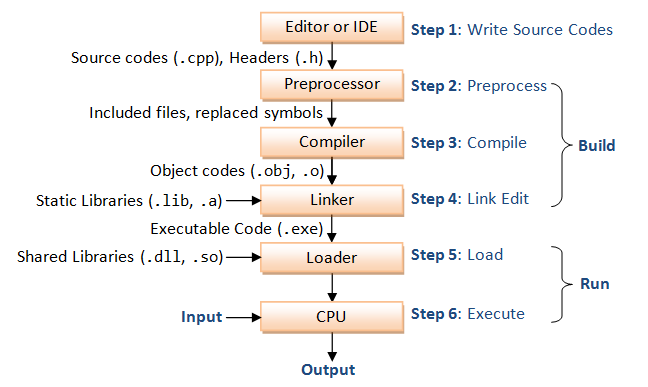 Editor or IDE
Step 1: Write Source Codes
Source codes (.cpp), Headers (.h)
Preprocessor
Step 2: Preprocess
Included files, replaced symbols
Compiler
Step 3: Compile
Build
Object codes (.obj, .o)
Static Libraries (.lib, .a)
Linker
Step 4: Link Edit
Executable Code (.exe)
Shared Libraries (.dll, .so)
Loader
Step 5: Load
Run
Input
CPU
Step 6: Execute
Output